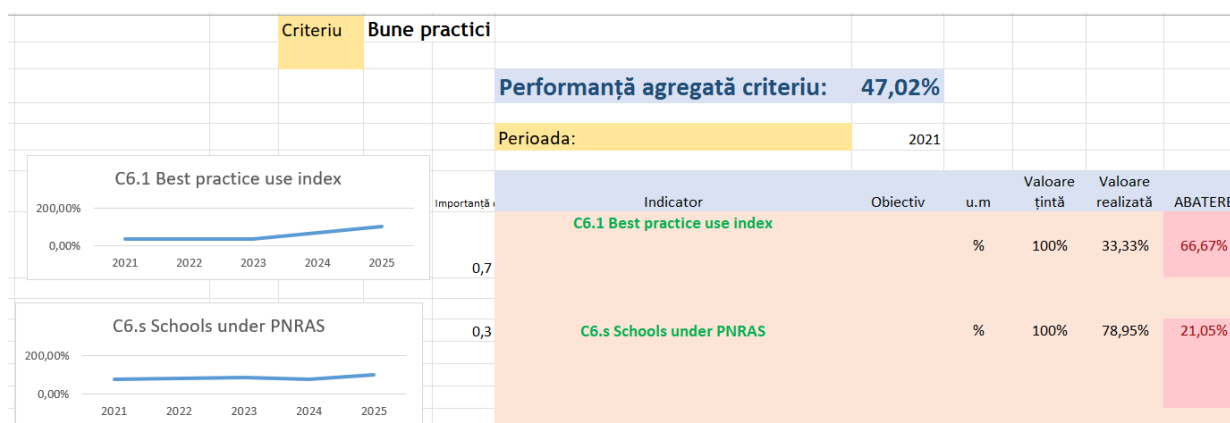 Criteriu Bune practici
Performanță agregată criteriu: 47,02%
Perioada: 2021
C6.1 Best practice use index
200,00%
0,00%
2021 2022 2023 2024 2025
Importanță
Indicator Obiectiv u.m Valoare țintă Valoare realizată ABATERE
C6.1 Best practice use index
0,7 % 100% 33,33% 66,67%
C6.s Schools under PNRAS
200,00%
0,00%
2021 2022 2023 2024 2025
0,3 C6.s Schools under PNRAS % 100% 78,95% 21,05%